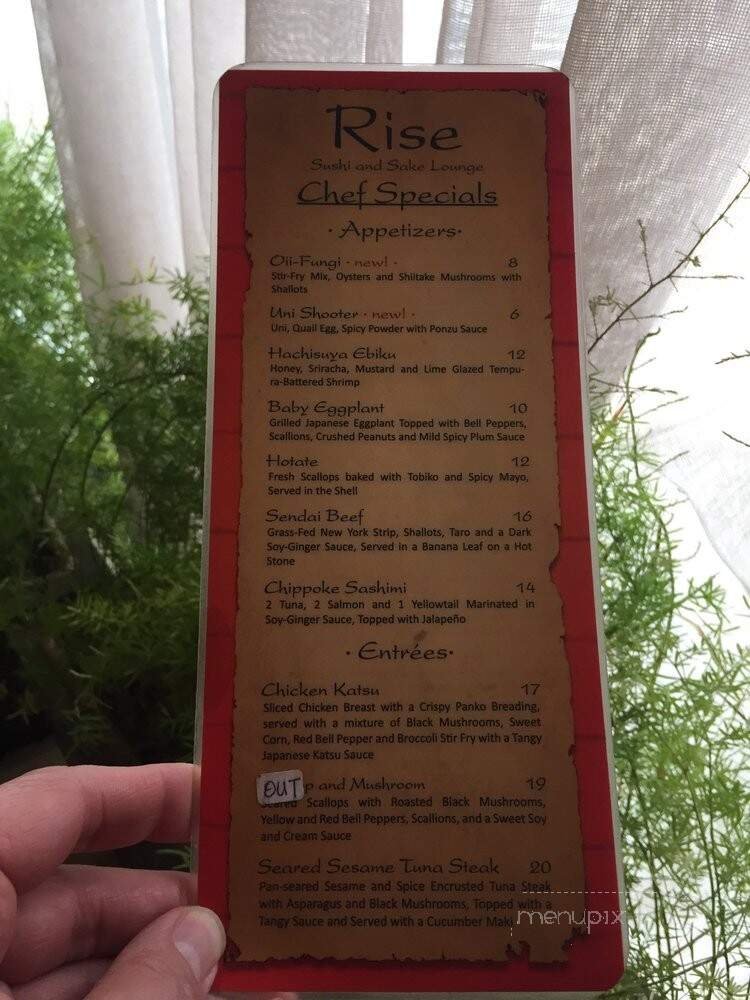 Rise
Sushi and Sake Lounge
Chef Specials
· Appetizers·
Oii-Fungi · new! · 8
Stir-Fry Mix, Oysters and Shiitake Mushrooms with
Shallots
Uni Shooter · new! · 6
Uni, Quail Egg, Spicy Powder with Ponzu Sauce
Hachisuya Ebiku 12
Honey, Sriracha, Mustard and Lime Glazed Tempu-
ra-Battered Shrimp
Baby Eggplant 10
Grilled Japanese Eggplant Topped with Bell Peppers,
Scallions, Crushed Peanuts and Mild Spicy Plum Sauce
Hotate 12
Fresh Scallops baked with Tobiko and Spicy Mayo,
Served in the Shell
Sendai Beef 16
Grass-Fed New York Strip, Shallots, Taro and a Dark
Soy-Ginger Sauce, Served in a Banana Leaf on a Hot
Stone
Chippoke Sashimi 14
2 Tuna, 2 Salmon and 1 Yellowtail Marinated in
Soy-Ginger Sauce, Topped with Jalapeño
· Entrées·
Chicken Katsu 17
Sliced Chicken Breast with a Crispy Panko Breading,
served with a mixture of Black Mushrooms, Sweet
Corn, Red Bell Pepper and Broccoli Stir Fry with a Tangy
Japanese Katsu Sauce
OUT p and Mushroom 19
Seared Scallops with Roasted Black Mushrooms,
Yellow and Red Bell Peppers, Scallions, and a Sweet Soy
and Cream Sauce
Seared Sesame Tuna Steak 20
Pan-seared Sesame and Spice Encrusted Tuna Steak
with Asparagus and Black Mushrooms, Topped with a
Tangy Sauce and Served with a Cucumber Maki
menupix